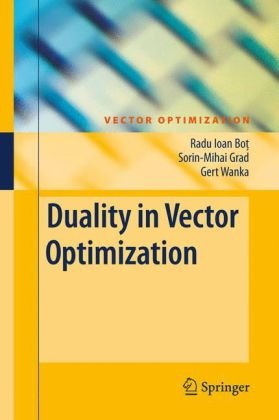 VECTOR OPTIMIZATION
Radu Ioan Boţ
Sorin-Mihai Grad
Gert Wanka
Duality in Vector
Optimization
Springer